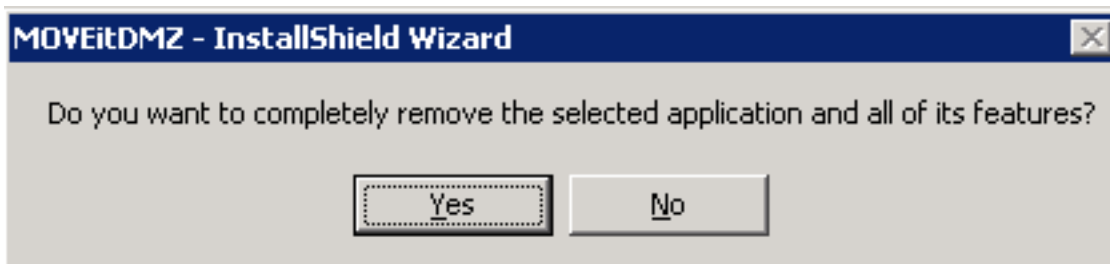 MOVEitDMZ - InstallShield Wizard
Do you want to completely remove the selected application and all of its features?
Yes
No